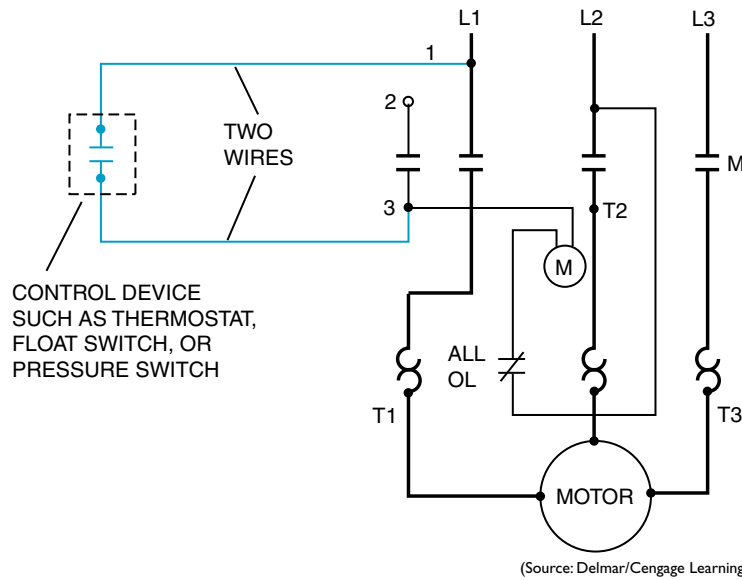 L1
L2
L3
1
2
TWO
WIRES
M
3
T2
M
CONTROL DEVICE
SUCH AS THERMOSTAT,
FLOAT SWITCH, OR
PRESSURE SWITCH
ALL
OL
T1
T3
MOTOR
(Source: Delmar/Cengage Learning